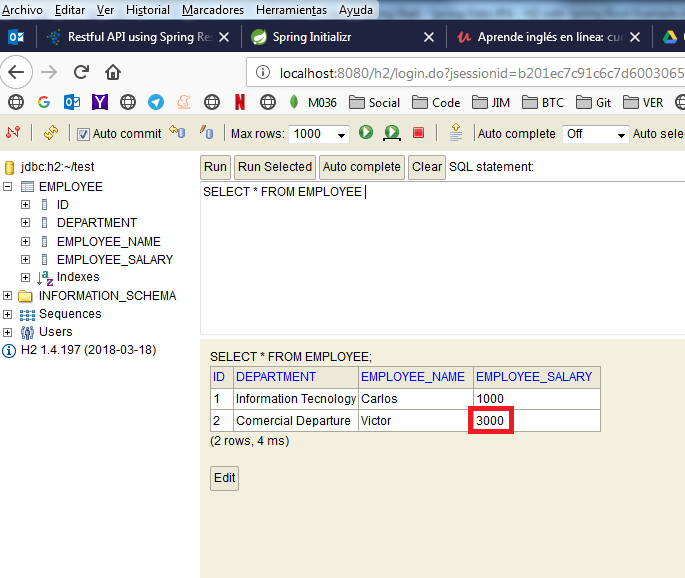 Archivo Editar Ver Historial Marcadores Herramientas Ayuda
Restful API using Spring Res Spring Initializr Aprende inglés en línea: cur
localhost:8080/h2/login.do?jsessionid=b201ec7c91c6c7d6003065
M036 Social Code JIM BTC Git VER
Auto commit Max rows: 1000 Auto complete Off Auto sele
jdbc:h2:~/test
EMPLOYEE
ID
DEPARTMENT
EMPLOYEE_NAME
EMPLOYEE_SALARY
Indexes
INFORMATION_SCHEMA
Sequences
Users
H2 1.4.197 (2018-03-18)
Run Run Selected Auto complete Clear SQL statement:
SELECT * FROM EMPLOYEE
SELECT * FROM EMPLOYEE;
ID DEPARTMENT EMPLOYEE_NAME EMPLOYEE_SALARY
1 Information Tecnology Carlos 1000
2 Comercial Departure Victor 3000
(2 rows, 4 ms)
Edit